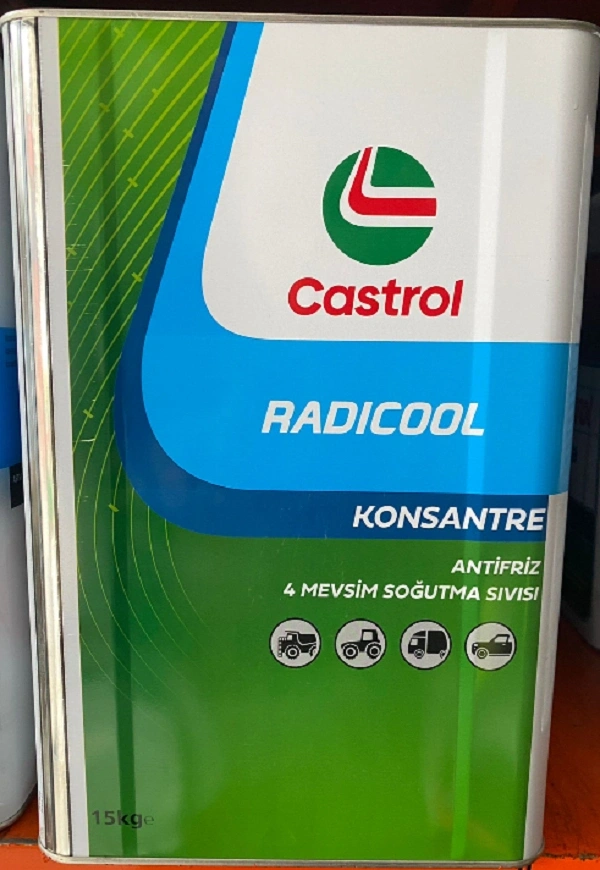 Castrol
RADICOOL
KONSANTRE
ANTİFRİZ
4 MEVSİM SOĞUTMA SIVISI
15kge